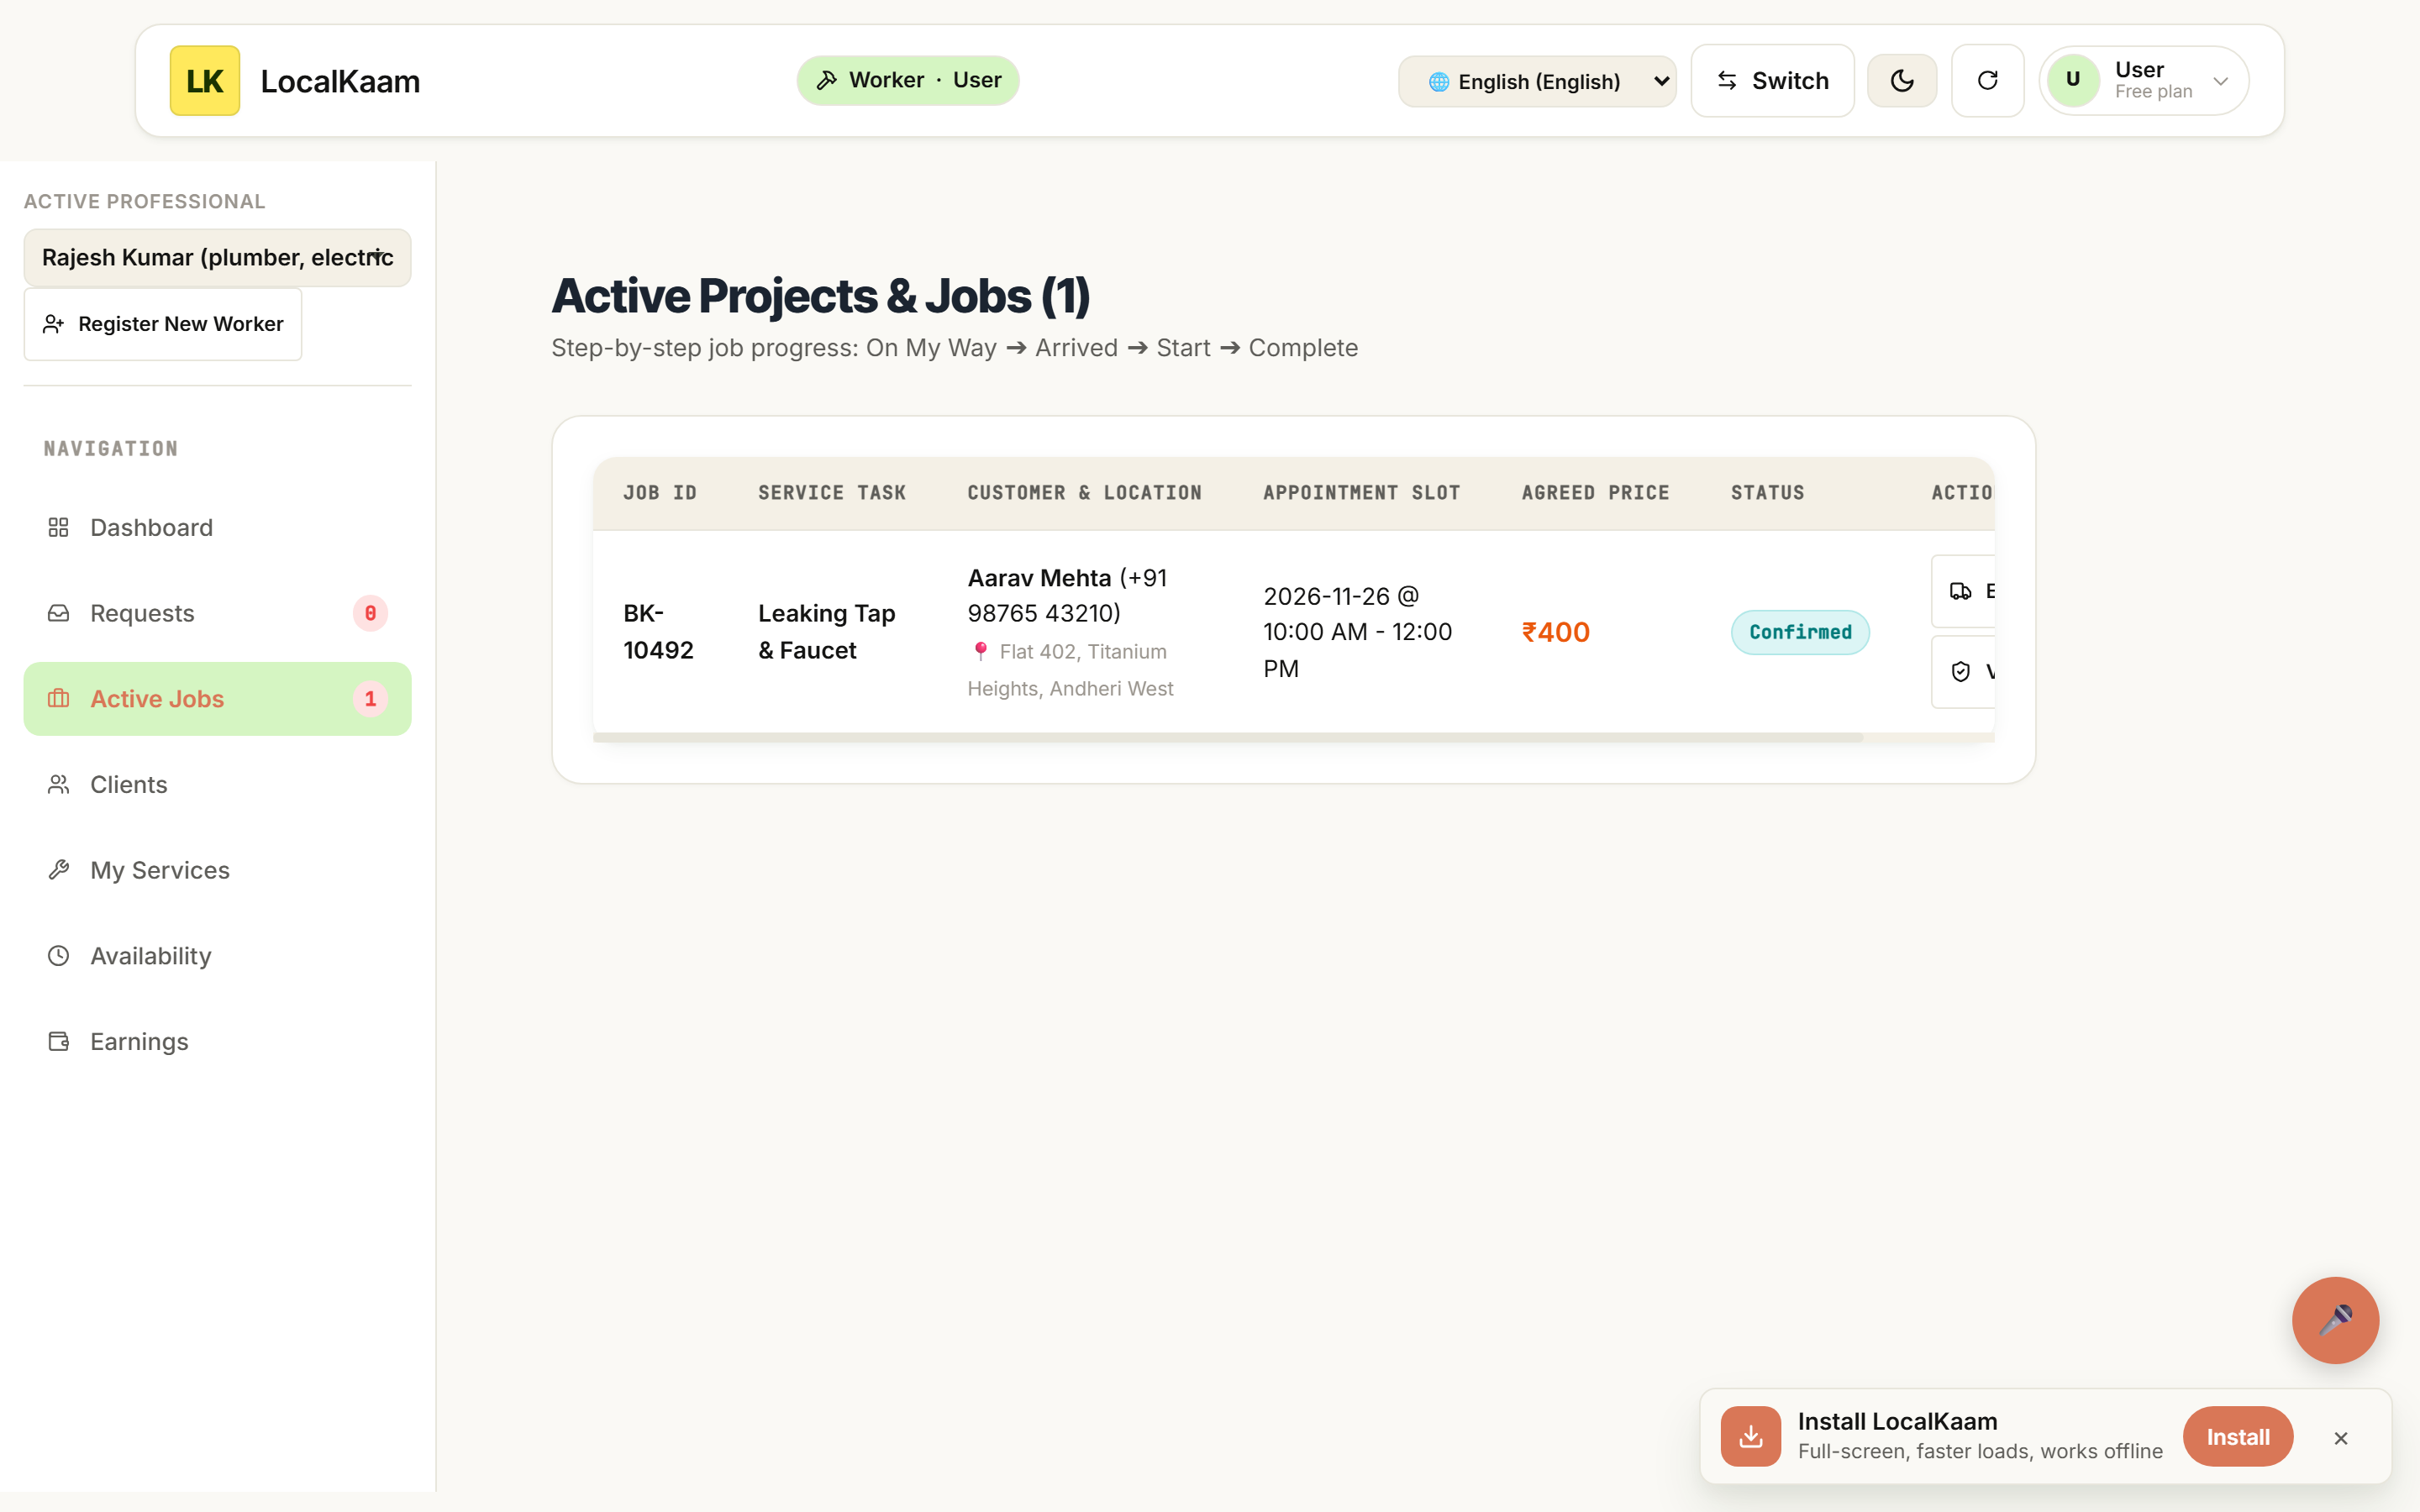 LK
LocalKaam
Worker · User
English (English)
Switch
U
User
Free plan
ACTIVE PROFESSIONAL
Rajesh Kumar (plumber, electric
Register New Worker
NAVIGATION
Dashboard
Requests 0
Active Jobs 1
Clients
My Services
Availability
Earnings
Active Projects & Jobs (1)
Step-by-step job progress: On My Way → Arrived → Start → Complete
JOB ID SERVICE TASK CUSTOMER & LOCATION APPOINTMENT SLOT AGREED PRICE STATUS ACTIO
BK-
10492
Leaking Tap
& Faucet
Aarav Mehta (+91
98765 43210)
Flat 402, Titanium
Heights, Andheri West
2026-11-26 @
10:00 AM - 12:00
PM
₹400
Confirmed
Install LocalKaam
Full-screen, faster loads, works offline
Install
×